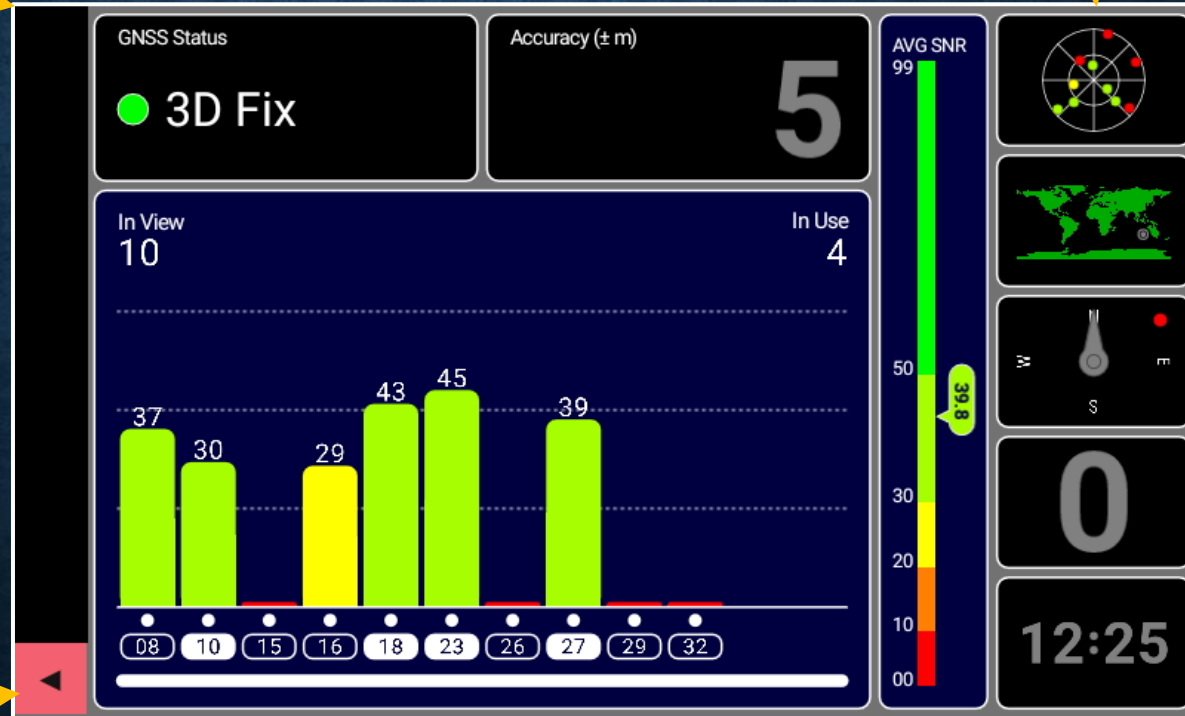 GNSS Status
3D Fix
Accuracy (± m)
5
In View
10
In Use
4
37
30
29
43
45
39
08 10 15 16 18 23 26 27 29 32
AVG SNR
99
50
39.8
30
20
10
00
N
W
E
S
0
12:25